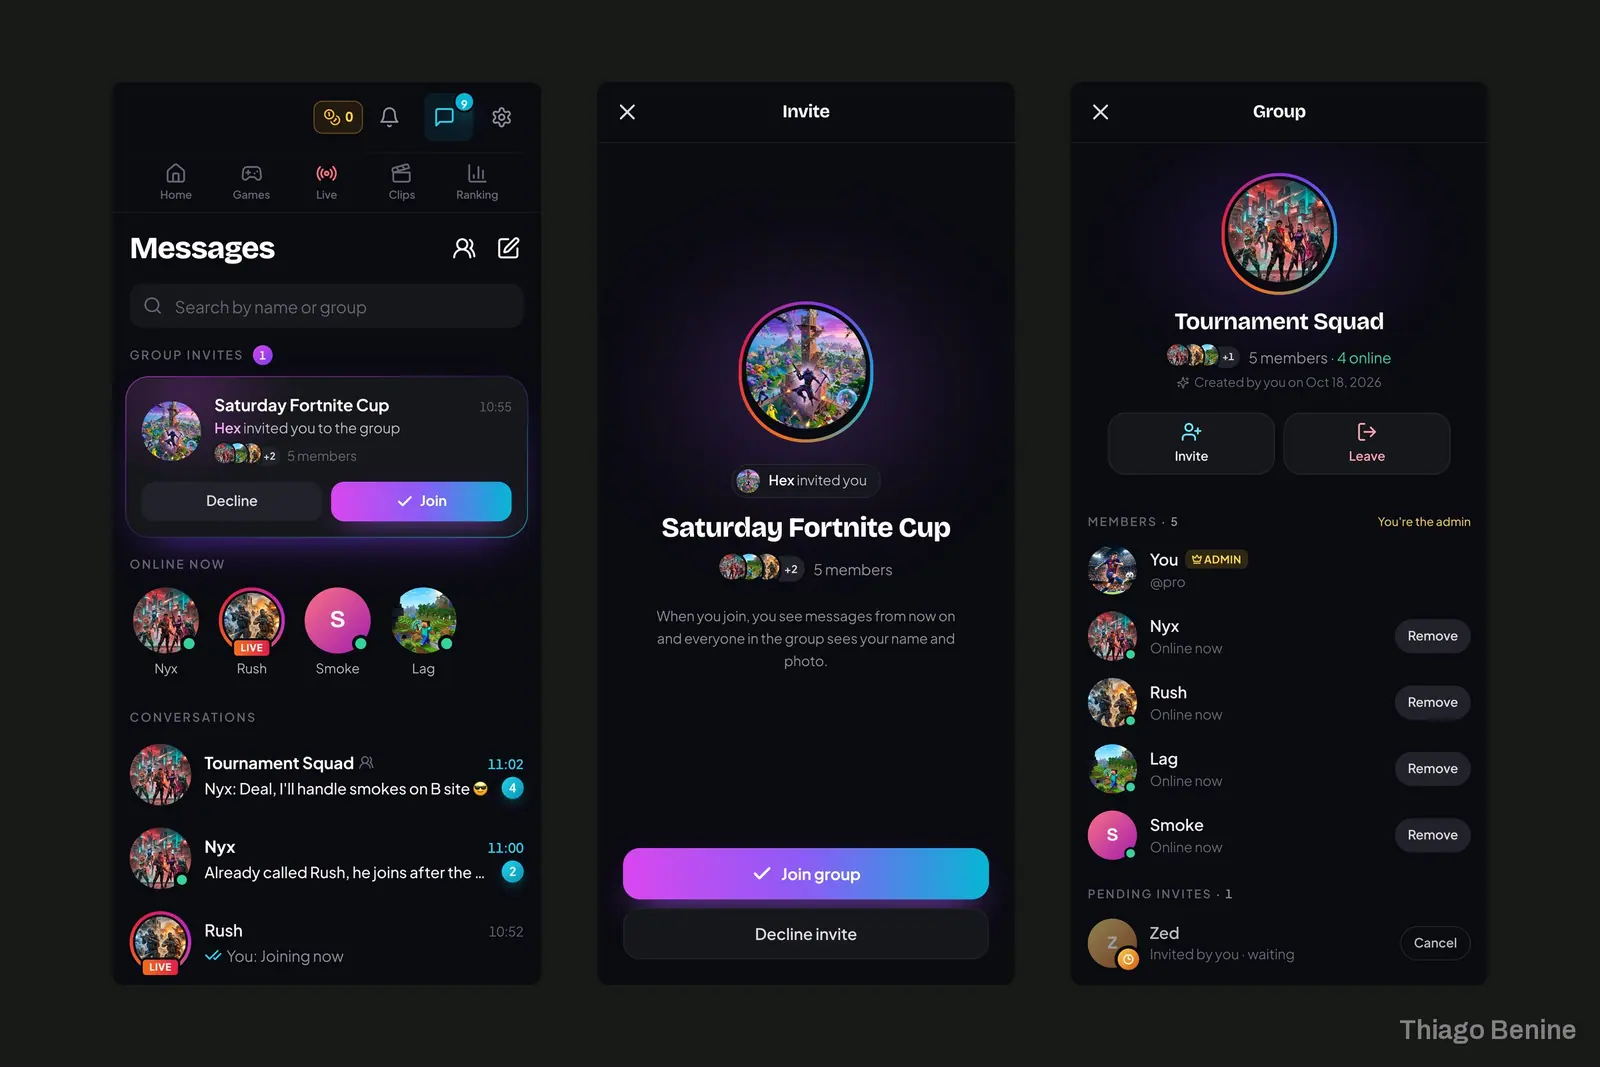 0
9
Home
Games
Live
Clips
Ranking
Messages
Search by name or group
GROUP INVITES 1
Saturday Fortnite Cup 10:55
Hex invited you to the group
+2 5 members
Decline
Join
ONLINE NOW
LIVE
S
Nyx
Rush
Smoke
Lag
CONVERSATIONS
Tournament Squad 11:02
Nyx: Deal, I'll handle smokes on B site 😎 4
Nyx 11:00
Already called Rush, he joins after the ... 2
Rush 10:52
You: Joining now
LIVE
Invite
Hex invited you
Saturday Fortnite Cup
+2 5 members
When you join, you see messages from now on
and everyone in the group sees your name and
photo.
Join group
Decline invite
Group
Tournament Squad
+1 5 members · 4 online
Created by you on Oct 18, 2026
Invite
Leave
MEMBERS · 5 You're the admin
You ADMIN
@pro
Nyx
Online now
Remove
Rush
Online now
Remove
Lag
Online now
Remove
S
Smoke
Online now
Remove
PENDING INVITES · 1
Z
Zed
Invited by you · waiting
Cancel
Thiago Benine